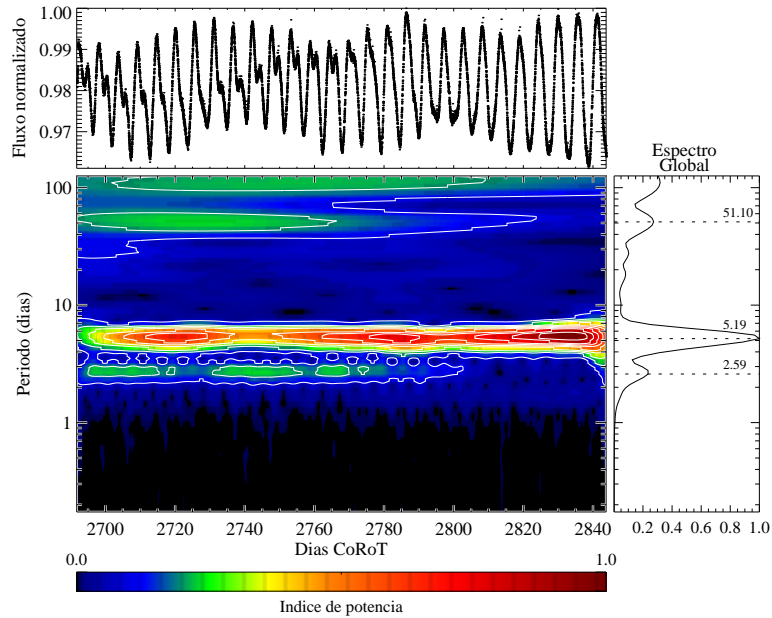 1.00
0.99
0.98
0.97
Fluxo normalizado
Espectro
Global
100
10
1
Periodo (dias)
51.10
5.19
2.59
2700 2720 2740 2760 2780 2800 2820 2840
0.2 0.4 0.6 0.8 1.0
Dias CoRoT
0.0 1.0
Indice de potencia